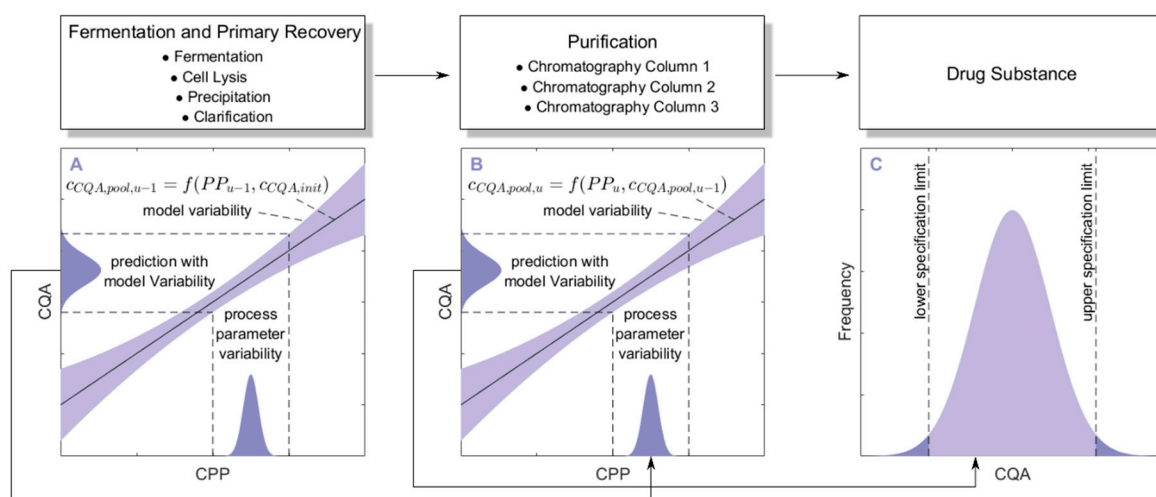 Fermentation and Primary Recovery
● Fermentation
● Cell Lysis
● Precipitation
● Clarification
Purification
● Chromatography Column 1
● Chromatography Column 2
● Chromatography Column 3
Drug Substance
A
c_{CQA,pool,u−1} = f(PP_{u−1}, c_{CQA,init})
model variability
prediction with
model Variability
process
parameter
variability
CQA
CPP
B
c_{CQA,pool,u} = f(PP_u, c_{CQA,pool,u−1})
model variability
prediction with
model Variability
process
parameter
variability
CQA
CPP
C
lower specification limit
upper specification limit
Frequency
CQA